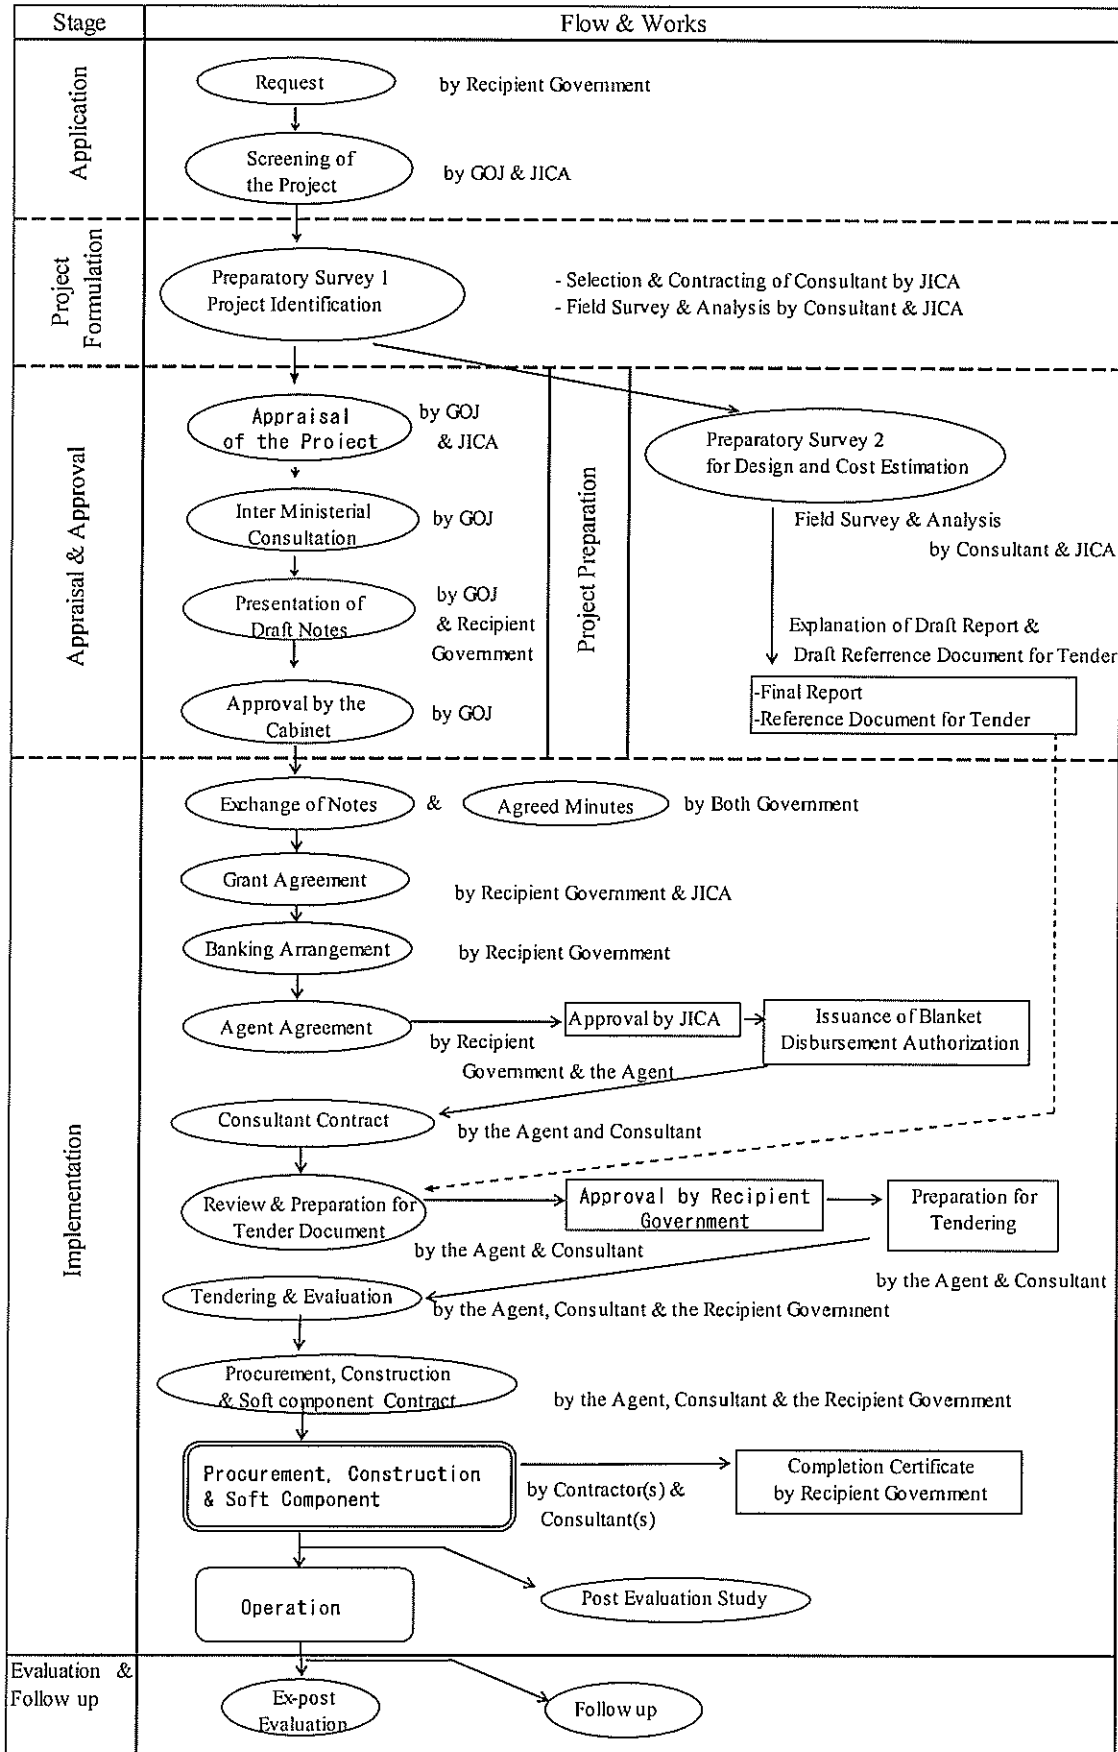 Stage
Flow & Works
Application
Request
by Recipient Government
Screening of
the Project
by GOJ & JICA
Project
Formulation
Preparatory Survey 1
Project Identification
- Selection & Contracting of Consultant by JICA
- Field Survey & Analysis by Consultant & JICA
Appraisal & Approval
Appraisal
of the Project
by GOJ
& JICA
Inter Ministerial
Consultation
by GOJ
Presentation of
Draft Notes
by GOJ
& Recipient
Government
Approval by the
Cabinet
by GOJ
Project Preparation
Preparatory Survey 2
for Design and Cost Estimation
Field Survey & Analysis
by Consultant & JICA
Explanation of Draft Report &
Draft Referrence Document for Tender
-Final Report
-Reference Document for Tender
Implementation
Exchange of Notes
&
Agreed Minutes
by Both Government
Grant Agreement
by Recipient Government & JICA
Banking Arrangement
by Recipient Government
Agent Agreement
by Recipient
Government & the Agent
Approval by JICA
Issuance of Blanket
Disbursement Authorization
Consultant Contract
by the Agent and Consultant
Review & Preparation for
Tender Document
by the Agent & Consultant
Approval by Recipient
Government
Preparation for
Tendering
by the Agent & Consultant
Tendering & Evaluation
by the Agent, Consultant & the Recipient Government
Procurement, Construction
& Soft component Contract
by the Agent, Consultant & the Recipient Government
Procurement, Construction
& Soft Component
by Contractor(s) &
Consultant(s)
Completion Certificate
by Recipient Government
Operation
Post Evaluation Study
Evaluation &
Follow up
Ex-post
Evaluation
Follow up